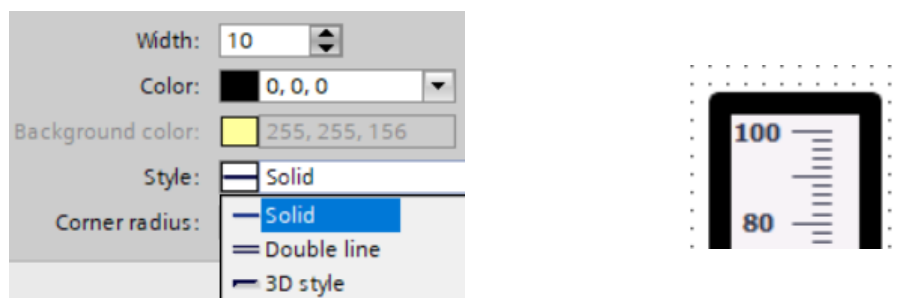 Width: 10
Color: 0, 0, 0
Background color: 255, 255, 156
Style: Solid
Corner radius:
Solid
Double line
3D style
100
80